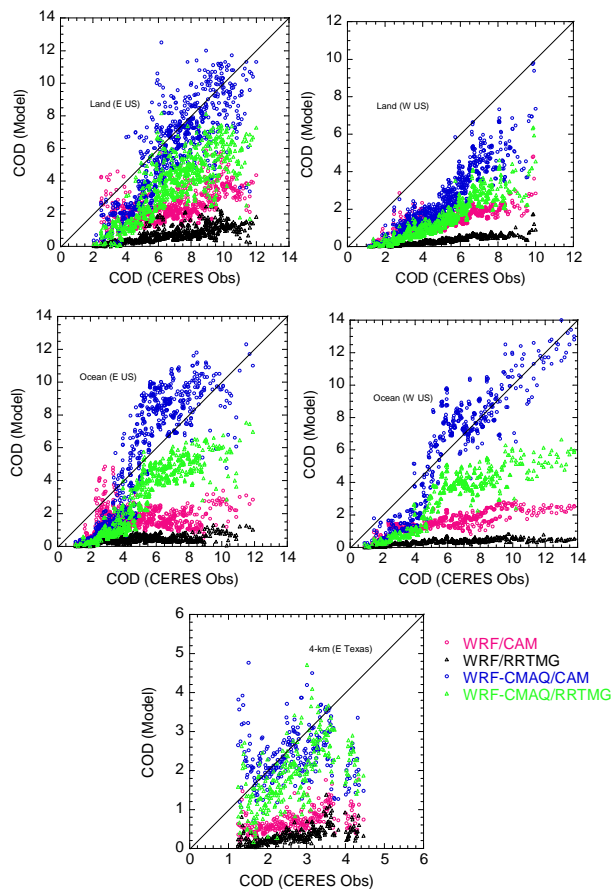 14
12
10
8
6
4
2
0
Land (E US)
COD (Model)
0 2 4 6 8 10 12 14
COD (CERES Obs)
12
10
8
6
4
2
0
Land (W US)
COD (Model)
0 2 4 6 8 10 12
COD (CERES Obs)
14
12
10
8
6
4
2
0
Ocean (E US)
COD (Model)
0 2 4 6 8 10 12 14
COD (CERES Obs)
14
12
10
8
6
4
2
0
Ocean (W US)
COD (Model)
0 2 4 6 8 10 12 14
COD (CERES Obs)
6
5
4
3
2
1
0
4-km (E Texas)
COD (Model)
0 1 2 3 4 5 6
COD (CERES Obs)
WRF/CAM
WRF/RRTMG
WRF-CMAQ/CAM
WRF-CMAQ/RRTMG